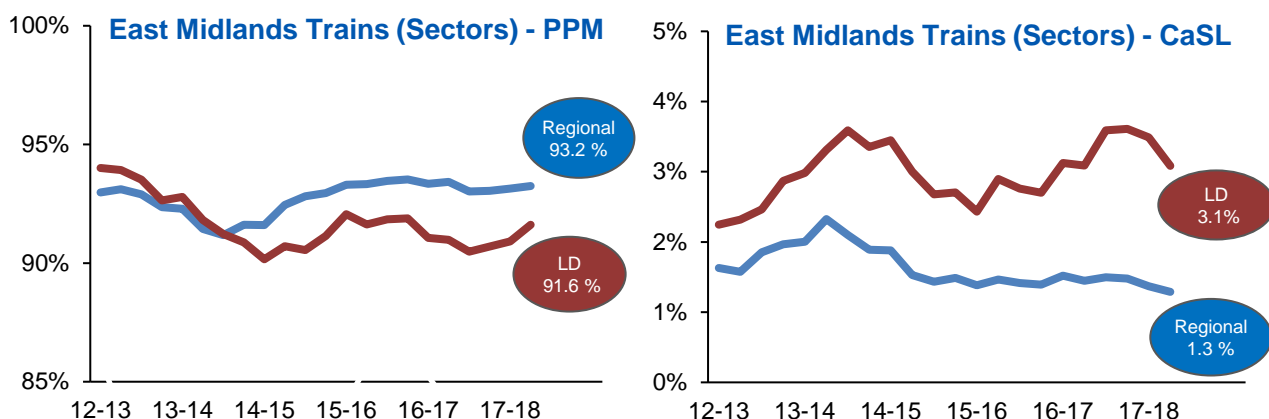 East Midlands Trains (Sectors) - PPM
100%
95%
90%
85%
Regional
93.2 %
LD
91.6 %
12-13 13-14 14-15 15-16 16-17 17-18
East Midlands Trains (Sectors) - CaSL
5%
4%
3%
2%
1%
0%
LD
3.1%
Regional
1.3 %
12-13 13-14 14-15 15-16 16-17 17-18